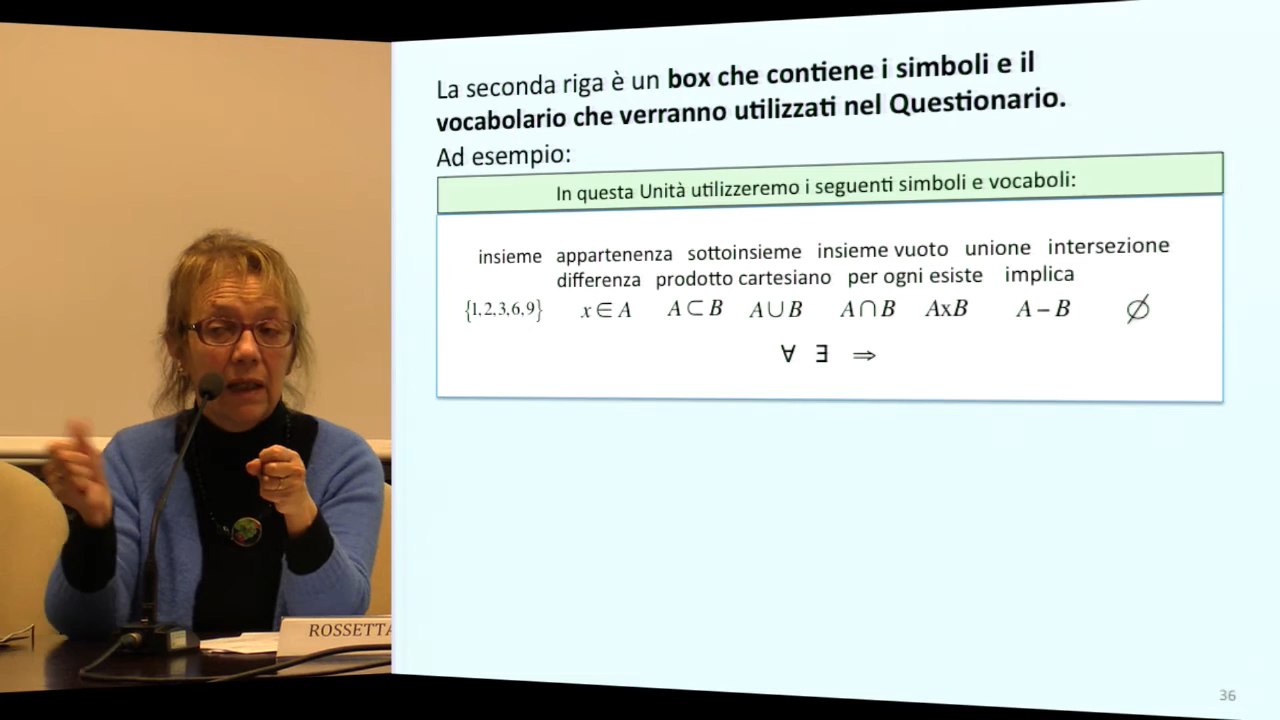 La seconda riga è un box che contiene i simboli e il
vocabolario che verranno utilizzati nel Questionario.
Ad esempio:
In questa Unità utilizzeremo i seguenti simboli e vocaboli:
insieme appartenenza sottoinsieme insieme vuoto unione intersezione
differenza prodotto cartesiano per ogni esiste implica
{1,2,3,6,9} x ∈ A A ⊂ B A ∪ B A ∩ B AxB A − B ∅
∀ ∃ ⇒
ROSSETTA
36